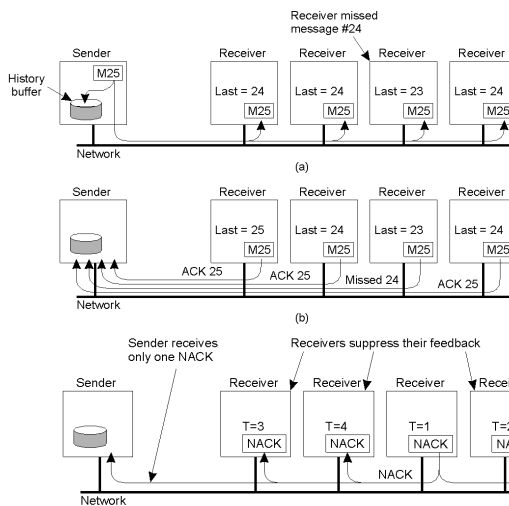 Receiver missed
message #24
Sender Receiver Receiver Receiver Receiver
M25
History
buffer
Last = 24 Last = 24 Last = 23 Last = 24
M25 M25 M25 M25
Network
(a)
Sender Receiver Receiver Receiver Receiver
Last = 25 Last = 24 Last = 23 Last = 24
M25 M25 M25 M25
ACK 25 ACK 25 Missed 24 ACK 25
Network
(b)
Sender receives
only one NACK
Receivers suppress their feedback
Sender Receiver Receiver Receiver
T=3 T=4 T=1
NACK NACK NACK
NACK
Network